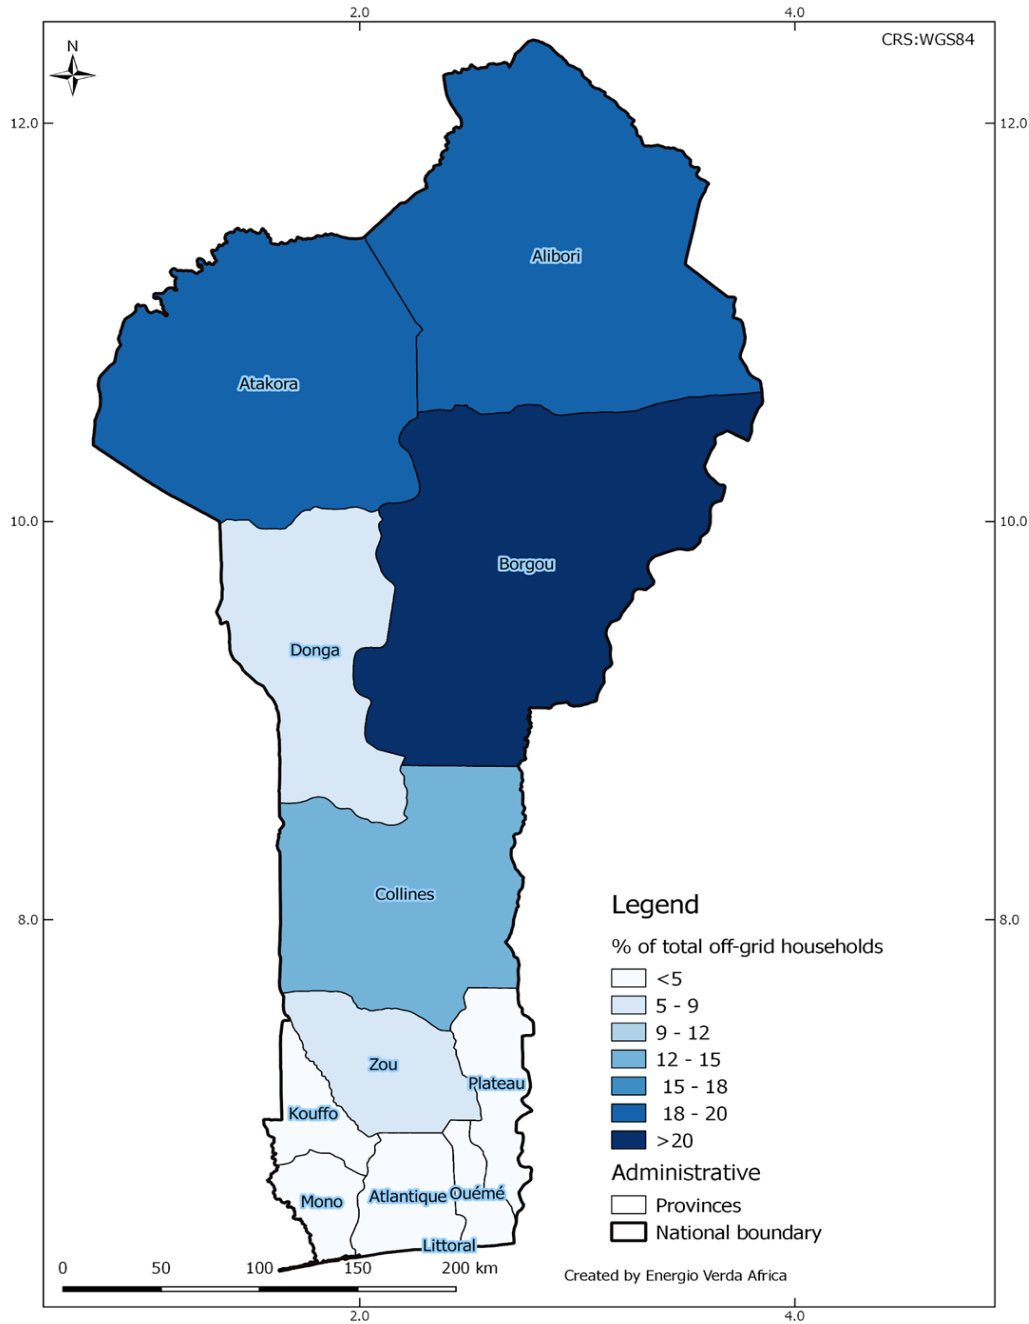 2.0
4.0
CRS:WGS84
N
12.0
12.0
Alibori
Atakora
10.0
10.0
Borgou
Donga
Collines
8.0
8.0
Legend
% of total off-grid households
<5
5 - 9
9 - 12
12 - 15
15 - 18
18 - 20
>20
Administrative
Provinces
National boundary
Zou
Plateau
Kouffo
Mono
Atlantique
Ouémé
Littoral
0 50 100 150 200 km
Created by Energio Verda Africa
2.0
4.0